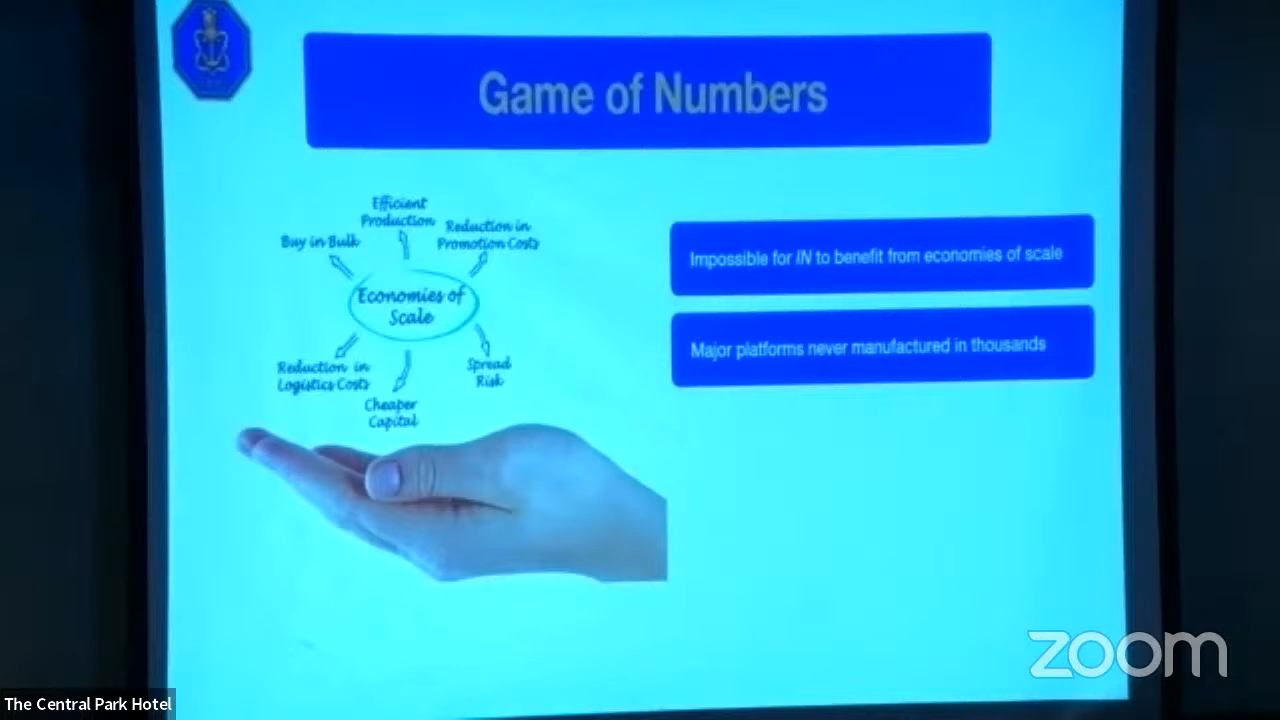 Game of Numbers
Efficient
Production
Buy in Bulk
Reduction in
Promotion Costs
Economies of
Scale
Reduction in
Logistics Costs
Cheaper
Capital
Spread
Risk
Impossible for IN to benefit from economies of scale
Major platforms never manufactured in thousands
zoom
The Central Park Hotel